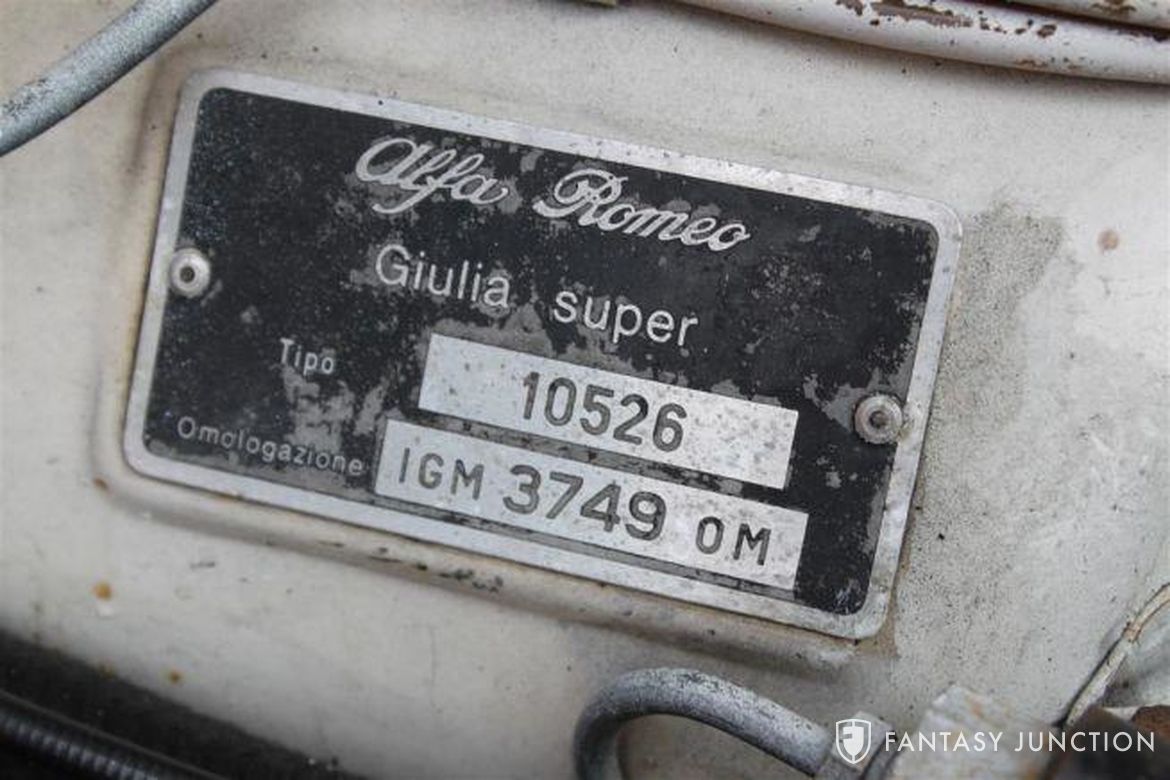 Alfa Romeo
Giulia super
Tipo 10526
Omologazione IGM 3749 OM
FANTASY JUNCTION